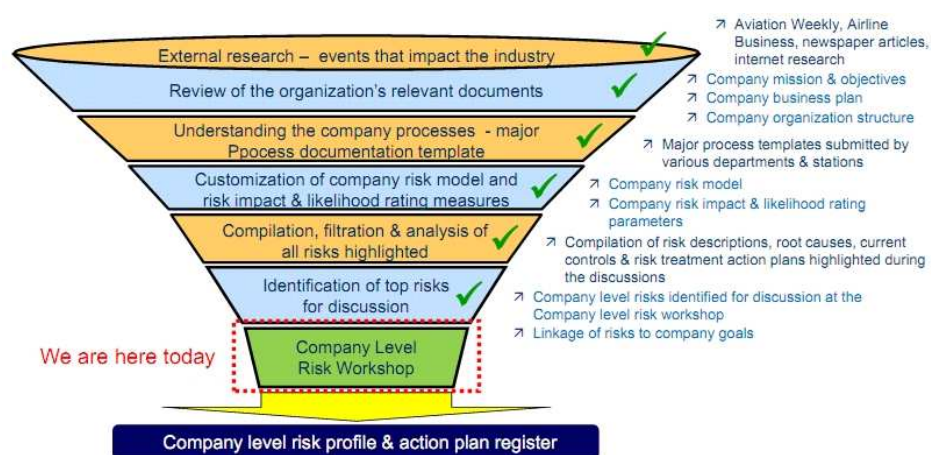 External research – events that impact the industry
Review of the organization's relevant documents
Understanding the company processes - major
Ppocess documentation template
Customization of company risk model and
risk impact & likelihood rating measures
Compilation, filtration & analysis of
all risks highlighted
Identification of top risks
for discussion
We are here today
Company Level
Risk Workshop
Company level risk profile & action plan register
Aviation Weekly, Airline
Business, newspaper articles,
internet research
Company mission & objectives
Company business plan
Company organization structure
Major process templates submitted by
various departments & stations
Company risk model
Company risk impact & likelihood rating
parameters
Compilation of risk descriptions, root causes, current
controls & risk treatment action plans highlighted during
the discussions
Company level risks identified for discussion at the
Company level risk workshop
Linkage of risks to company goals